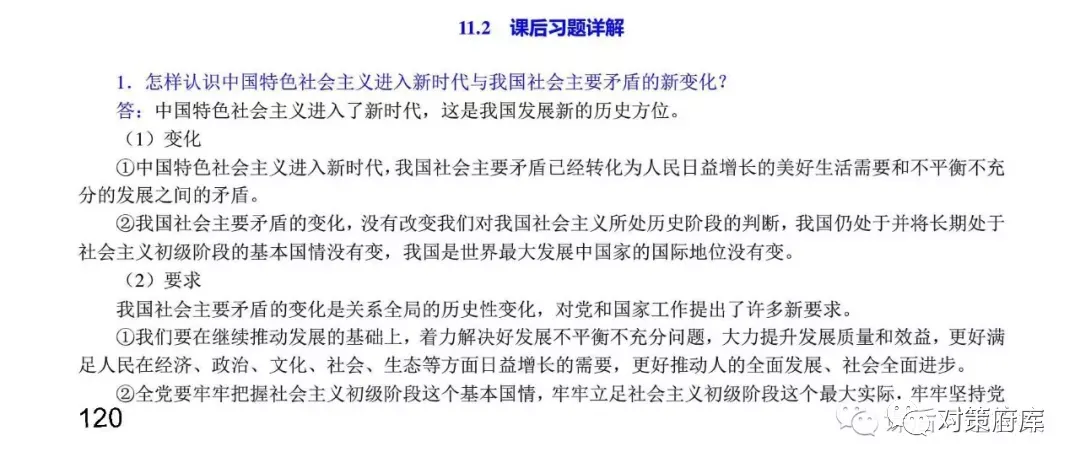 11.2 课后习题详解
1．怎样认识中国特色社会主义进入新时代与我国社会主要矛盾的新变化？
答：中国特色社会主义进入了新时代，这是我国发展新的历史方位。
（1）变化
①中国特色社会主义进入新时代，我国社会主要矛盾已经转化为人民日益增长的美好生活需要和不平衡不充
分的发展之间的矛盾。
②我国社会主要矛盾的变化，没有改变我们对我国社会主义所处历史阶段的判断，我国仍处于并将长期处于
社会主义初级阶段的基本国情没有变，我国是世界最大发展中国家的国际地位没有变。
（2）要求
我国社会主要矛盾的变化是关系全局的历史性变化，对党和国家工作提出了许多新要求。
①我们要在继续推动发展的基础上，着力解决好发展不平衡不充分问题，大力提升发展质量和效益，更好满
足人民在经济、政治、文化、社会、生态等方面日益增长的需要，更好推动人的全面发展、社会全面进步。
②全党要牢牢把握社会主义初级阶段这个基本国情，牢牢立足社会主义初级阶段这个最大实际，牢牢坚持党
120
对策府库